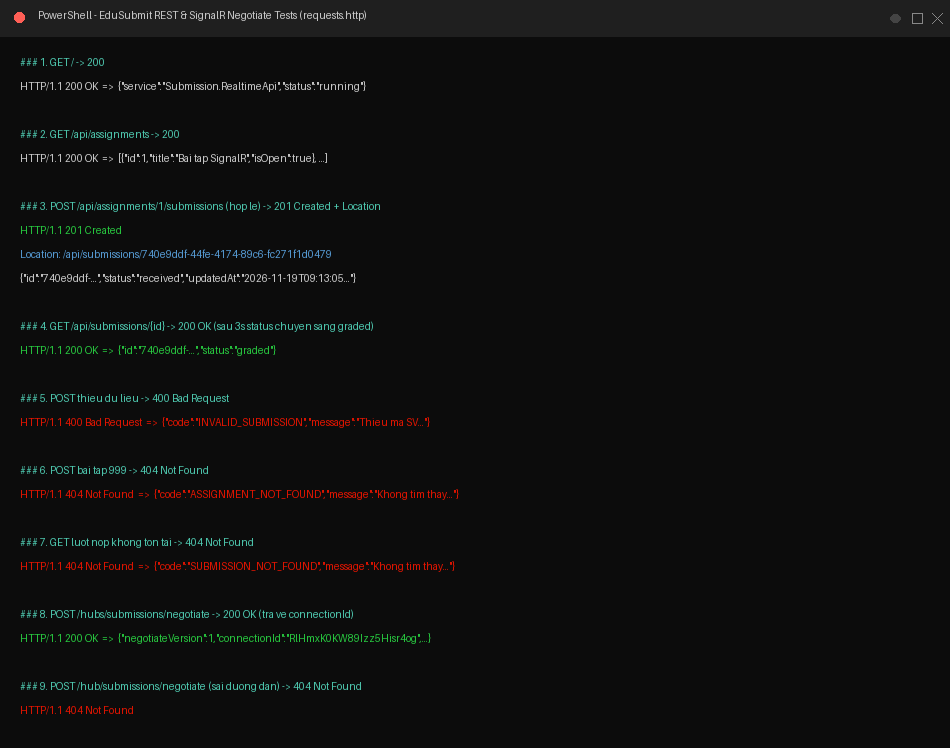 PowerShell - EduSubmit REST & SignalR Negotiate Tests (requests.http)
### 1. GET / -> 200
HTTP/1.1 200 OK => {"service":"Submission.RealtimeApi","status":"running"}
### 2. GET /api/assignments -> 200
HTTP/1.1 200 OK => [{"id":1,"title":"Bai tap SignalR","isOpen":true}, ...]
### 3. POST /api/assignments/1/submissions (hop le) -> 201 Created + Location
HTTP/1.1 201 Created
Location: /api/submissions/740e9ddf-44fe-4174-89c6-fc271f1d0479
{"id":"740e9ddf-...","status":"received","updatedAt":"2026-11-19T09:13:05..."}
### 4. GET /api/submissions/{id} -> 200 OK (sau 3s status chuyen sang graded)
HTTP/1.1 200 OK => {"id":"740e9ddf-...","status":"graded"}
### 5. POST thieu du lieu -> 400 Bad Request
HTTP/1.1 400 Bad Request => {"code":"INVALID_SUBMISSION","message":"Thieu ma SV..."}
### 6. POST bai tap 999 -> 404 Not Found
HTTP/1.1 404 Not Found => {"code":"ASSIGNMENT_NOT_FOUND","message":"Khong tim thay..."}
### 7. GET luot nop khong ton tai -> 404 Not Found
HTTP/1.1 404 Not Found => {"code":"SUBMISSION_NOT_FOUND","message":"Khong tim thay..."}
### 8. POST /hubs/submissions/negotiate -> 200 OK (tra ve connectionId)
HTTP/1.1 200 OK => {"negotiateVersion":1,"connectionId":"RlHmxK0KW89Izz5Hisr4og",...}
### 9. POST /hub/submissions/negotiate (sai duong dan) -> 404 Not Found
HTTP/1.1 404 Not Found